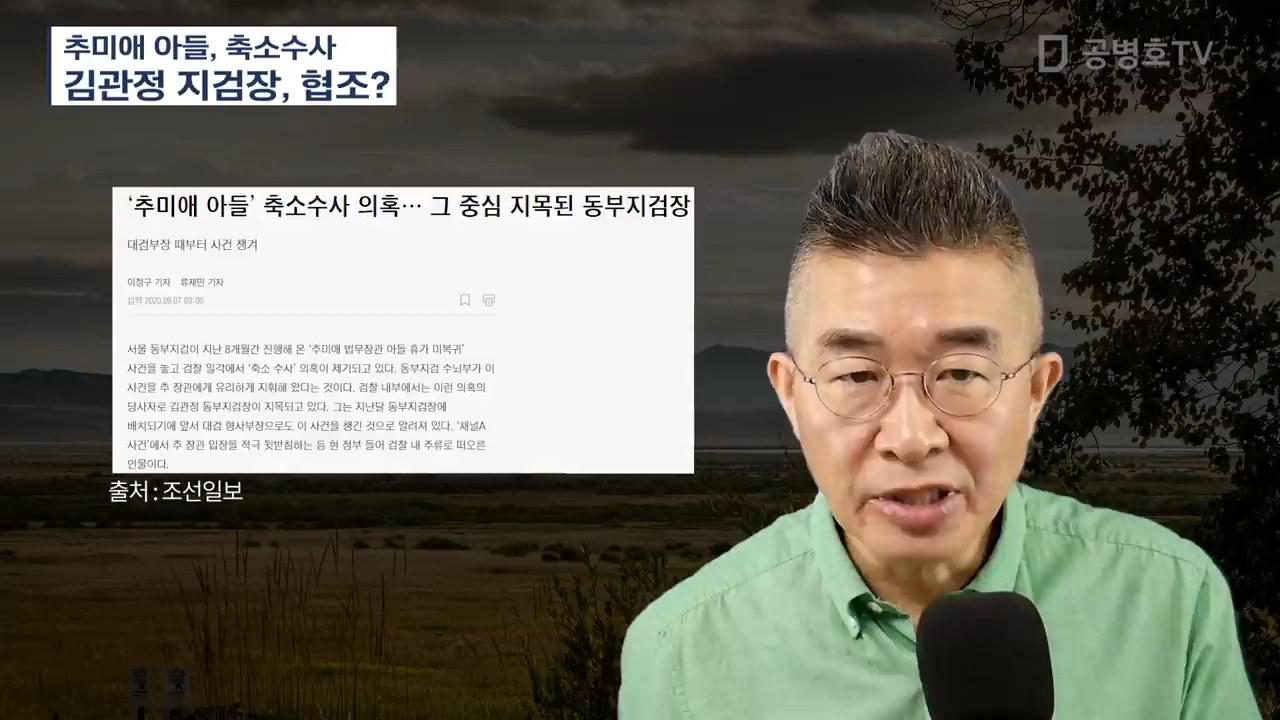 추미애 아들, 축소수사
김관정 지검장, 협조?
공병호TV
‘추미애 아들’ 축소수사 의혹… 그 중심 지목된 동부지검장
대검부장 때부터 사건 챙겨
이정구 기자 류재민 기자
입력 2020.09.07 03:00
서울 동부지검이 지난 8개월간 진행해 온 ‘추미애 법무장관 아들 휴가 미복귀’
사건을 놓고 검찰 일각에서 ‘축소 수사’ 의혹이 제기되고 있다. 동부지검 수뇌부가 이
사건을 추 장관에게 유리하게 지휘해 왔다는 것이다. 검찰 내부에서는 이런 의혹의
당사자로 김관정 동부지검장이 지목되고 있다. 그는 지난달 동부지검장에
배치되기에 앞서 대검 형사부장으로도 이 사건을 챙긴 것으로 알려져 있다. ‘채널A
사건’에서 추 장관 입장을 적극 뒷받침하는 등 현 정부 들어 검찰 내 주류로 떠오른
인물이다.
출처 : 조선일보